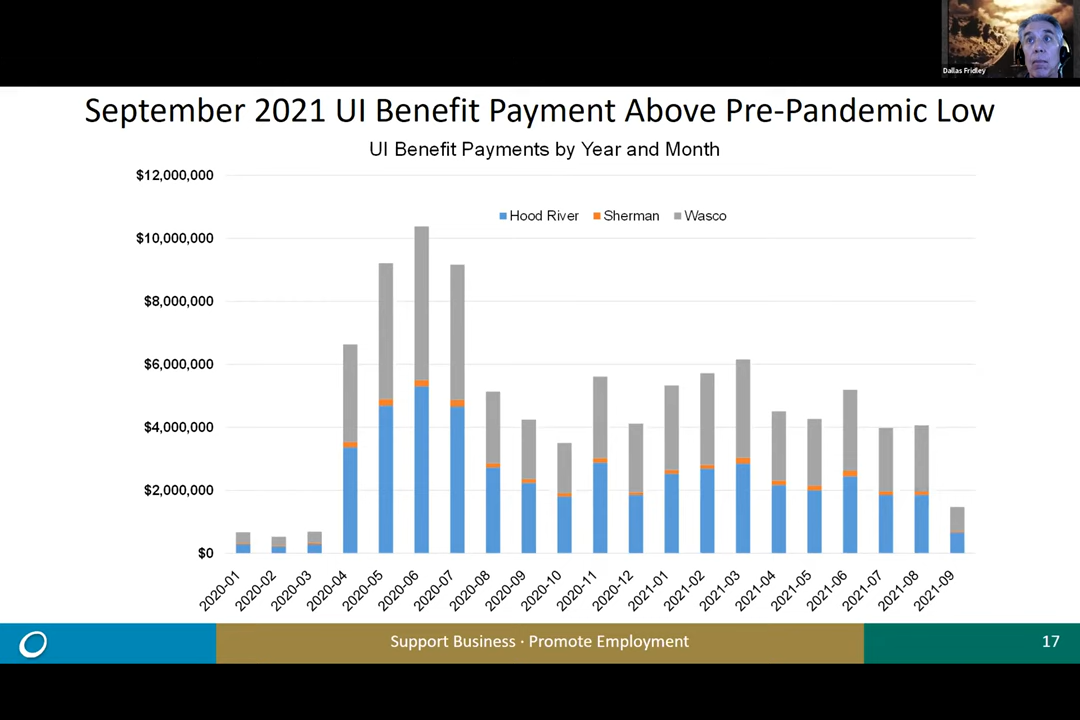 Dallas Fridley
September 2021 UI Benefit Payment Above Pre-Pandemic Low
UI Benefit Payments by Year and Month
$12,000,000
Hood River Sherman Wasco
$10,000,000
$8,000,000
$6,000,000
$4,000,000
$2,000,000
$0
2020-01 2020-02 2020-03 2020-04 2020-05 2020-06 2020-07 2020-08 2020-09 2020-10 2020-11 2020-12 2021-01 2021-02 2021-03 2021-04 2021-05 2021-06 2021-07 2021-08 2021-09
Support Business · Promote Employment
17